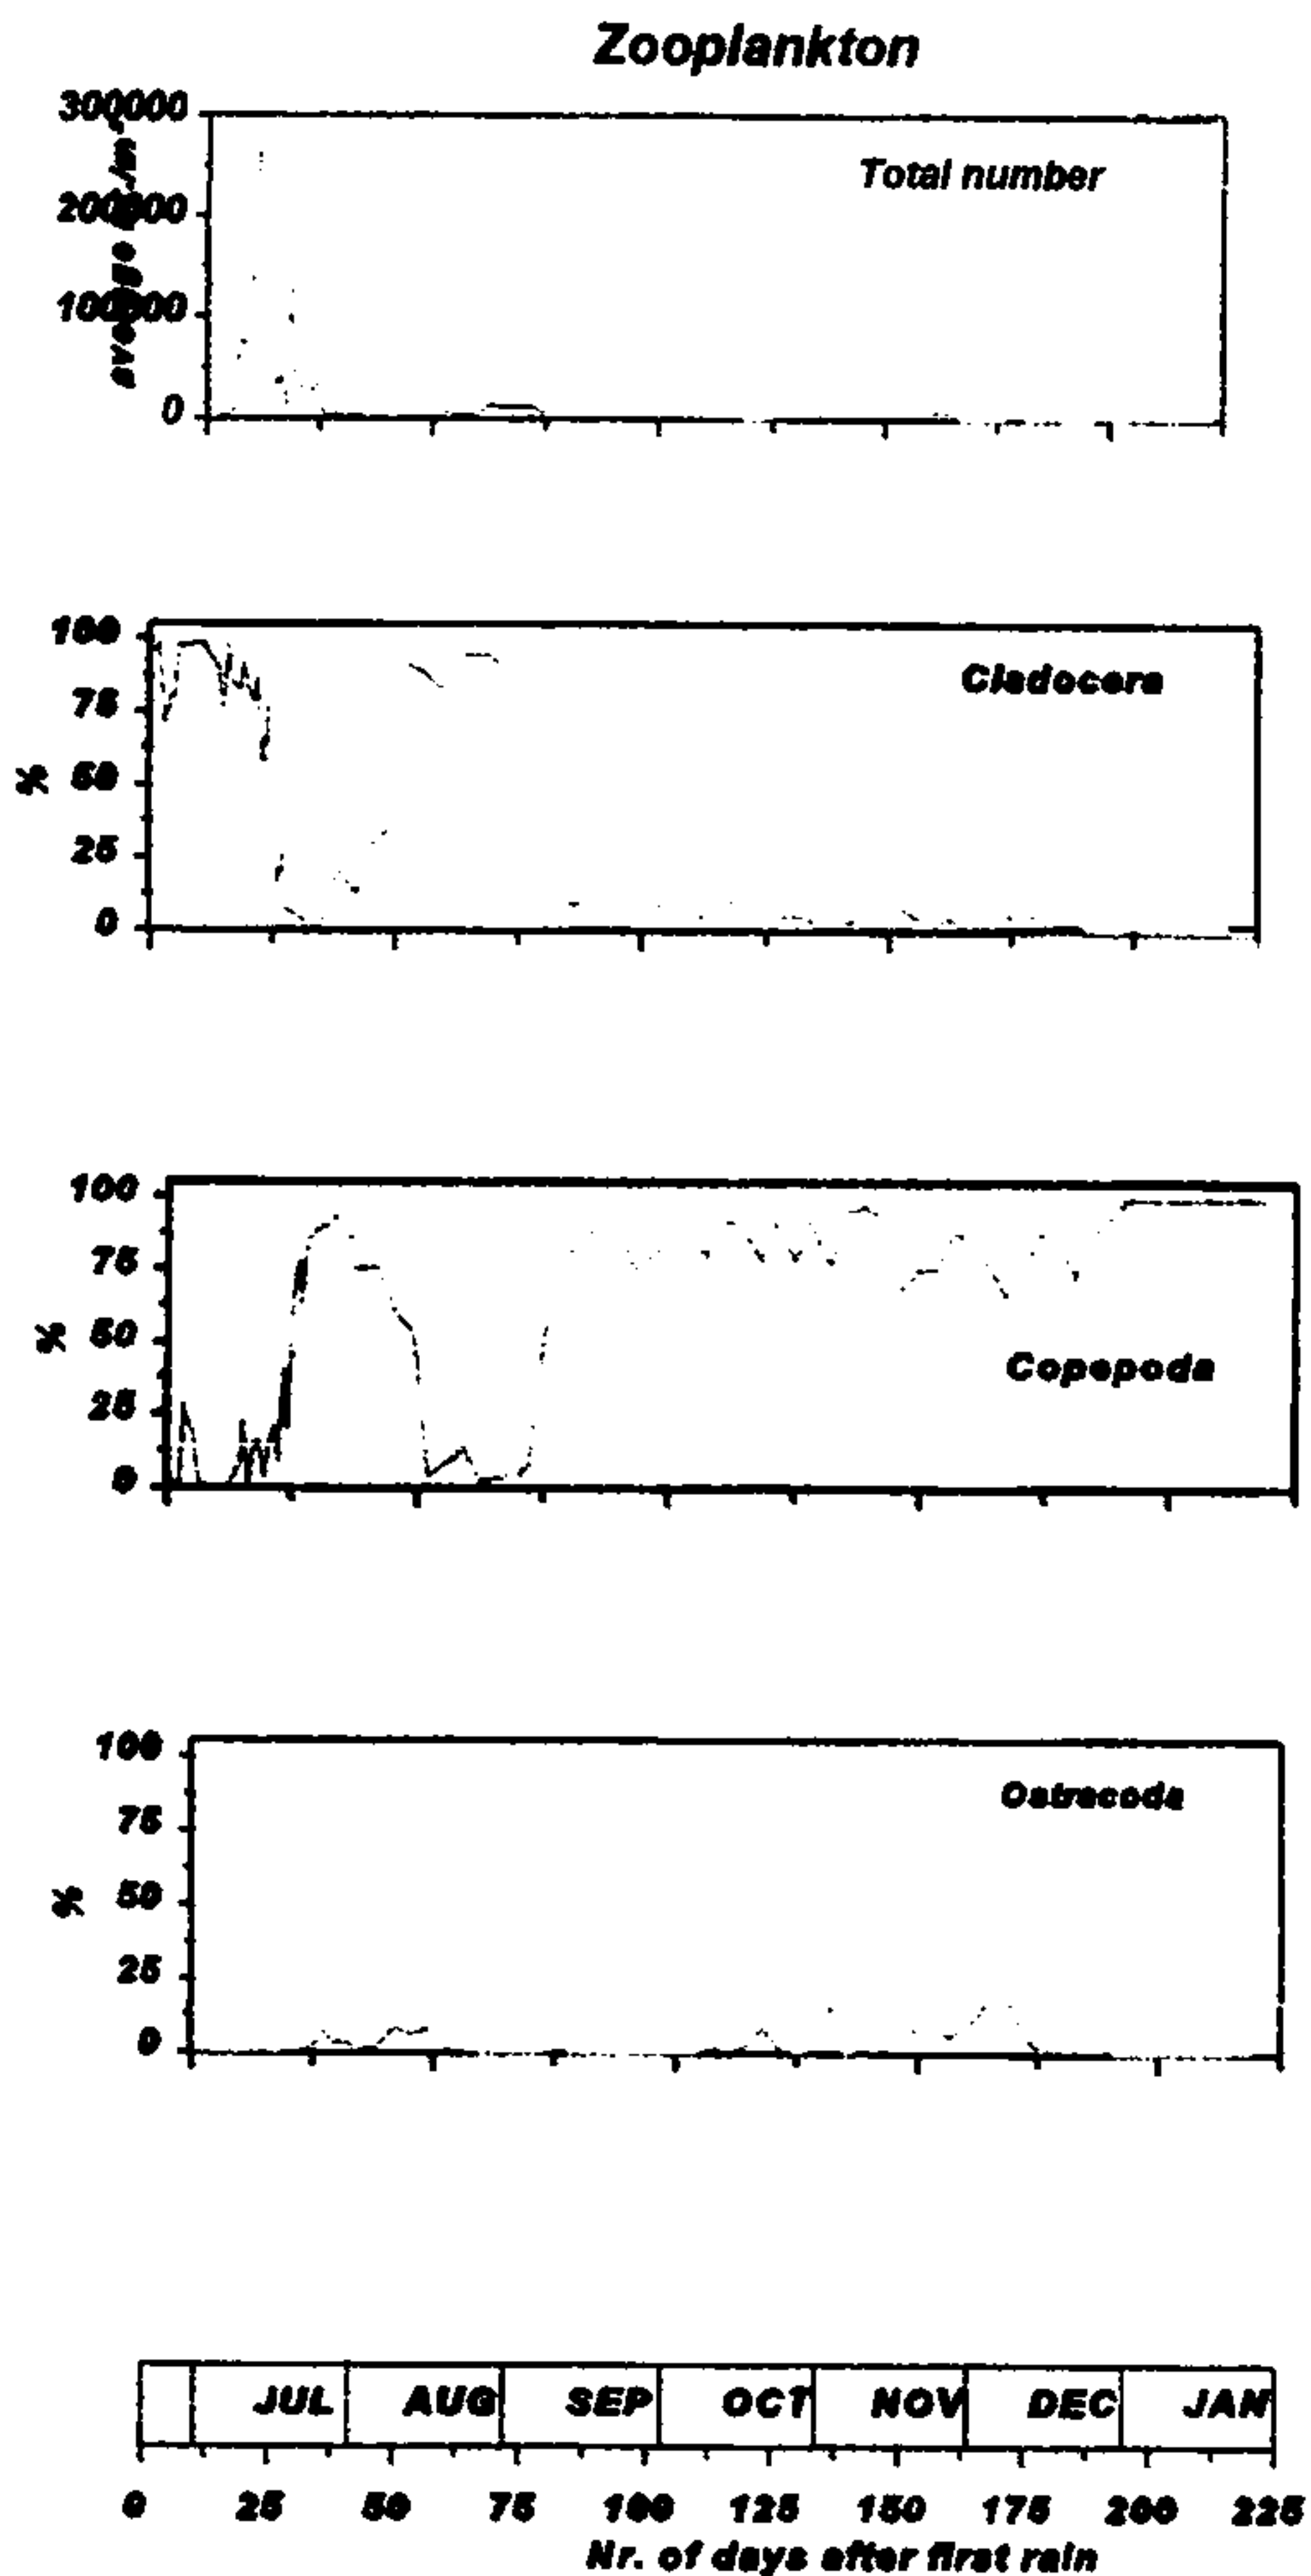 Zooplankton
300000
200000
100000
0
Total number
100
75
50
25
0
%
Cladocera
100
75
50
25
0
%
Copepoda
100
75
50
25
0
%
Ostracoda
JUL AUG SEP OCT NOV DEC JAN
0 25 50 75 100 125 150 175 200 225
Nr. of days after first rain